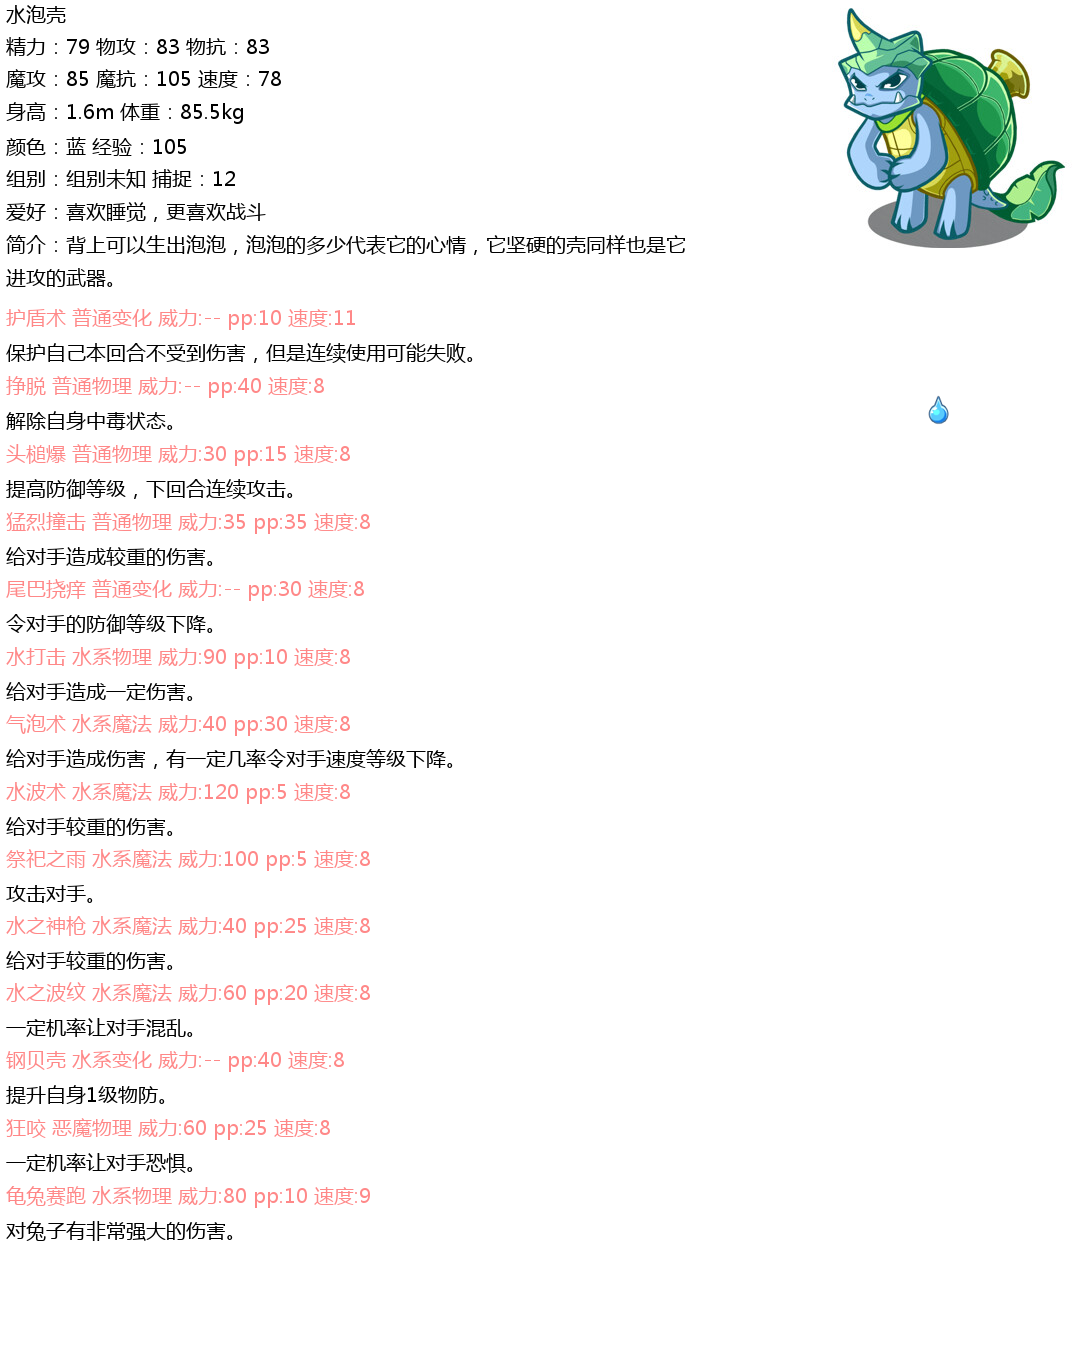 水泡壳
精力：79 物攻：83 物抗：83
魔攻：85 魔抗：105 速度：78
身高：1.6m 体重：85.5kg
颜色：蓝 经验：105
组别：组别未知 捕捉：12
爱好：喜欢睡觉，更喜欢战斗
简介：背上可以生出泡泡，泡泡的多少代表它的心情，它坚硬的壳同样也是它
进攻的武器。
护盾术 普通变化 威力:-- pp:10 速度:11
保护自己本回合不受到伤害，但是连续使用可能失败。
挣脱 普通物理 威力:-- pp:40 速度:8
解除自身中毒状态。
头槌爆 普通物理 威力:30 pp:15 速度:8
提高防御等级，下回合连续攻击。
猛烈撞击 普通物理 威力:35 pp:35 速度:8
给对手造成较重的伤害。
尾巴挠痒 普通变化 威力:-- pp:30 速度:8
令对手的防御等级下降。
水打击 水系物理 威力:90 pp:10 速度:8
给对手造成一定伤害。
气泡术 水系魔法 威力:40 pp:30 速度:8
给对手造成伤害，有一定几率令对手速度等级下降。
水波术 水系魔法 威力:120 pp:5 速度:8
给对手较重的伤害。
祭祀之雨 水系魔法 威力:100 pp:5 速度:8
攻击对手。
水之神枪 水系魔法 威力:40 pp:25 速度:8
给对手较重的伤害。
水之波纹 水系魔法 威力:60 pp:20 速度:8
一定机率让对手混乱。
钢贝壳 水系变化 威力:-- pp:40 速度:8
提升自身1级物防。
狂咬 恶魔物理 威力:60 pp:25 速度:8
一定机率让对手恐惧。
龟兔赛跑 水系物理 威力:80 pp:10 速度:9
对兔子有非常强大的伤害。